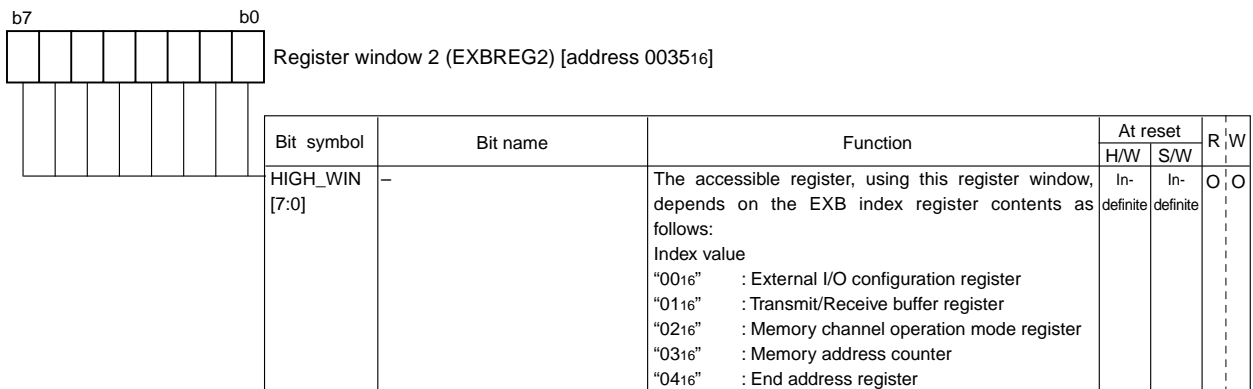 b7 b0
Register window 2 (EXBREG2) [address 003516]
Bit symbol Bit name Function At reset R W
H/W S/W
HIGH_WIN – The accessible register, using this register window, In- In- O O
[7:0] depends on the EXB index register contents as definite definite
follows:
Index value
“0016” : External I/O configuration register
“0116” : Transmit/Receive buffer register
“0216” : Memory channel operation mode register
“0316” : Memory address counter
“0416” : End address register